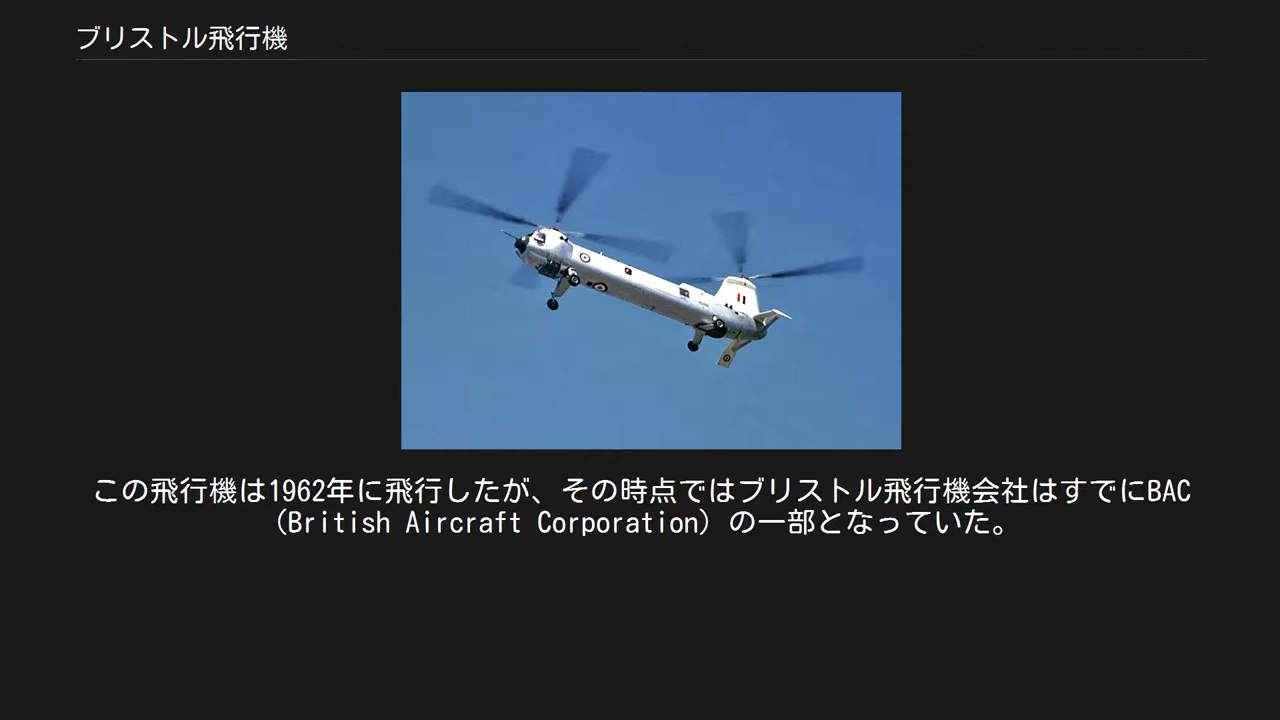 ブリストル飛行機
この飛行機は1962年に飛行したが、その時点ではブリストル飛行機会社はすでにBAC
（British Aircraft Corporation）の一部となっていた。